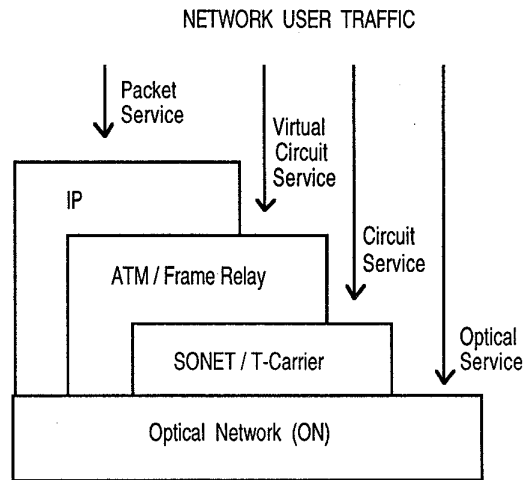 NETWORK USER TRAFFIC
Packet
Service
Virtual
Circuit
Service
IP
Circuit
Service
ATM / Frame Relay
Optical
Service
SONET / T-Carrier
Optical Network (ON)